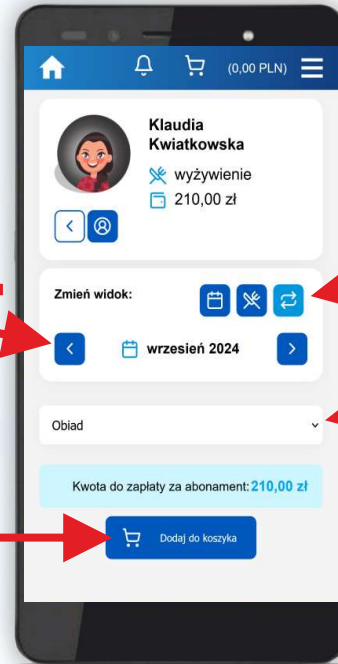 (0,00 PLN)
Klaudia
Kwiatkowska
wyżywienie
210,00 zł
Zmień widok:
wrzesień 2024
Obiad
Kwota do zapłaty za abonament: 210,00 zł
Dodaj do koszyka